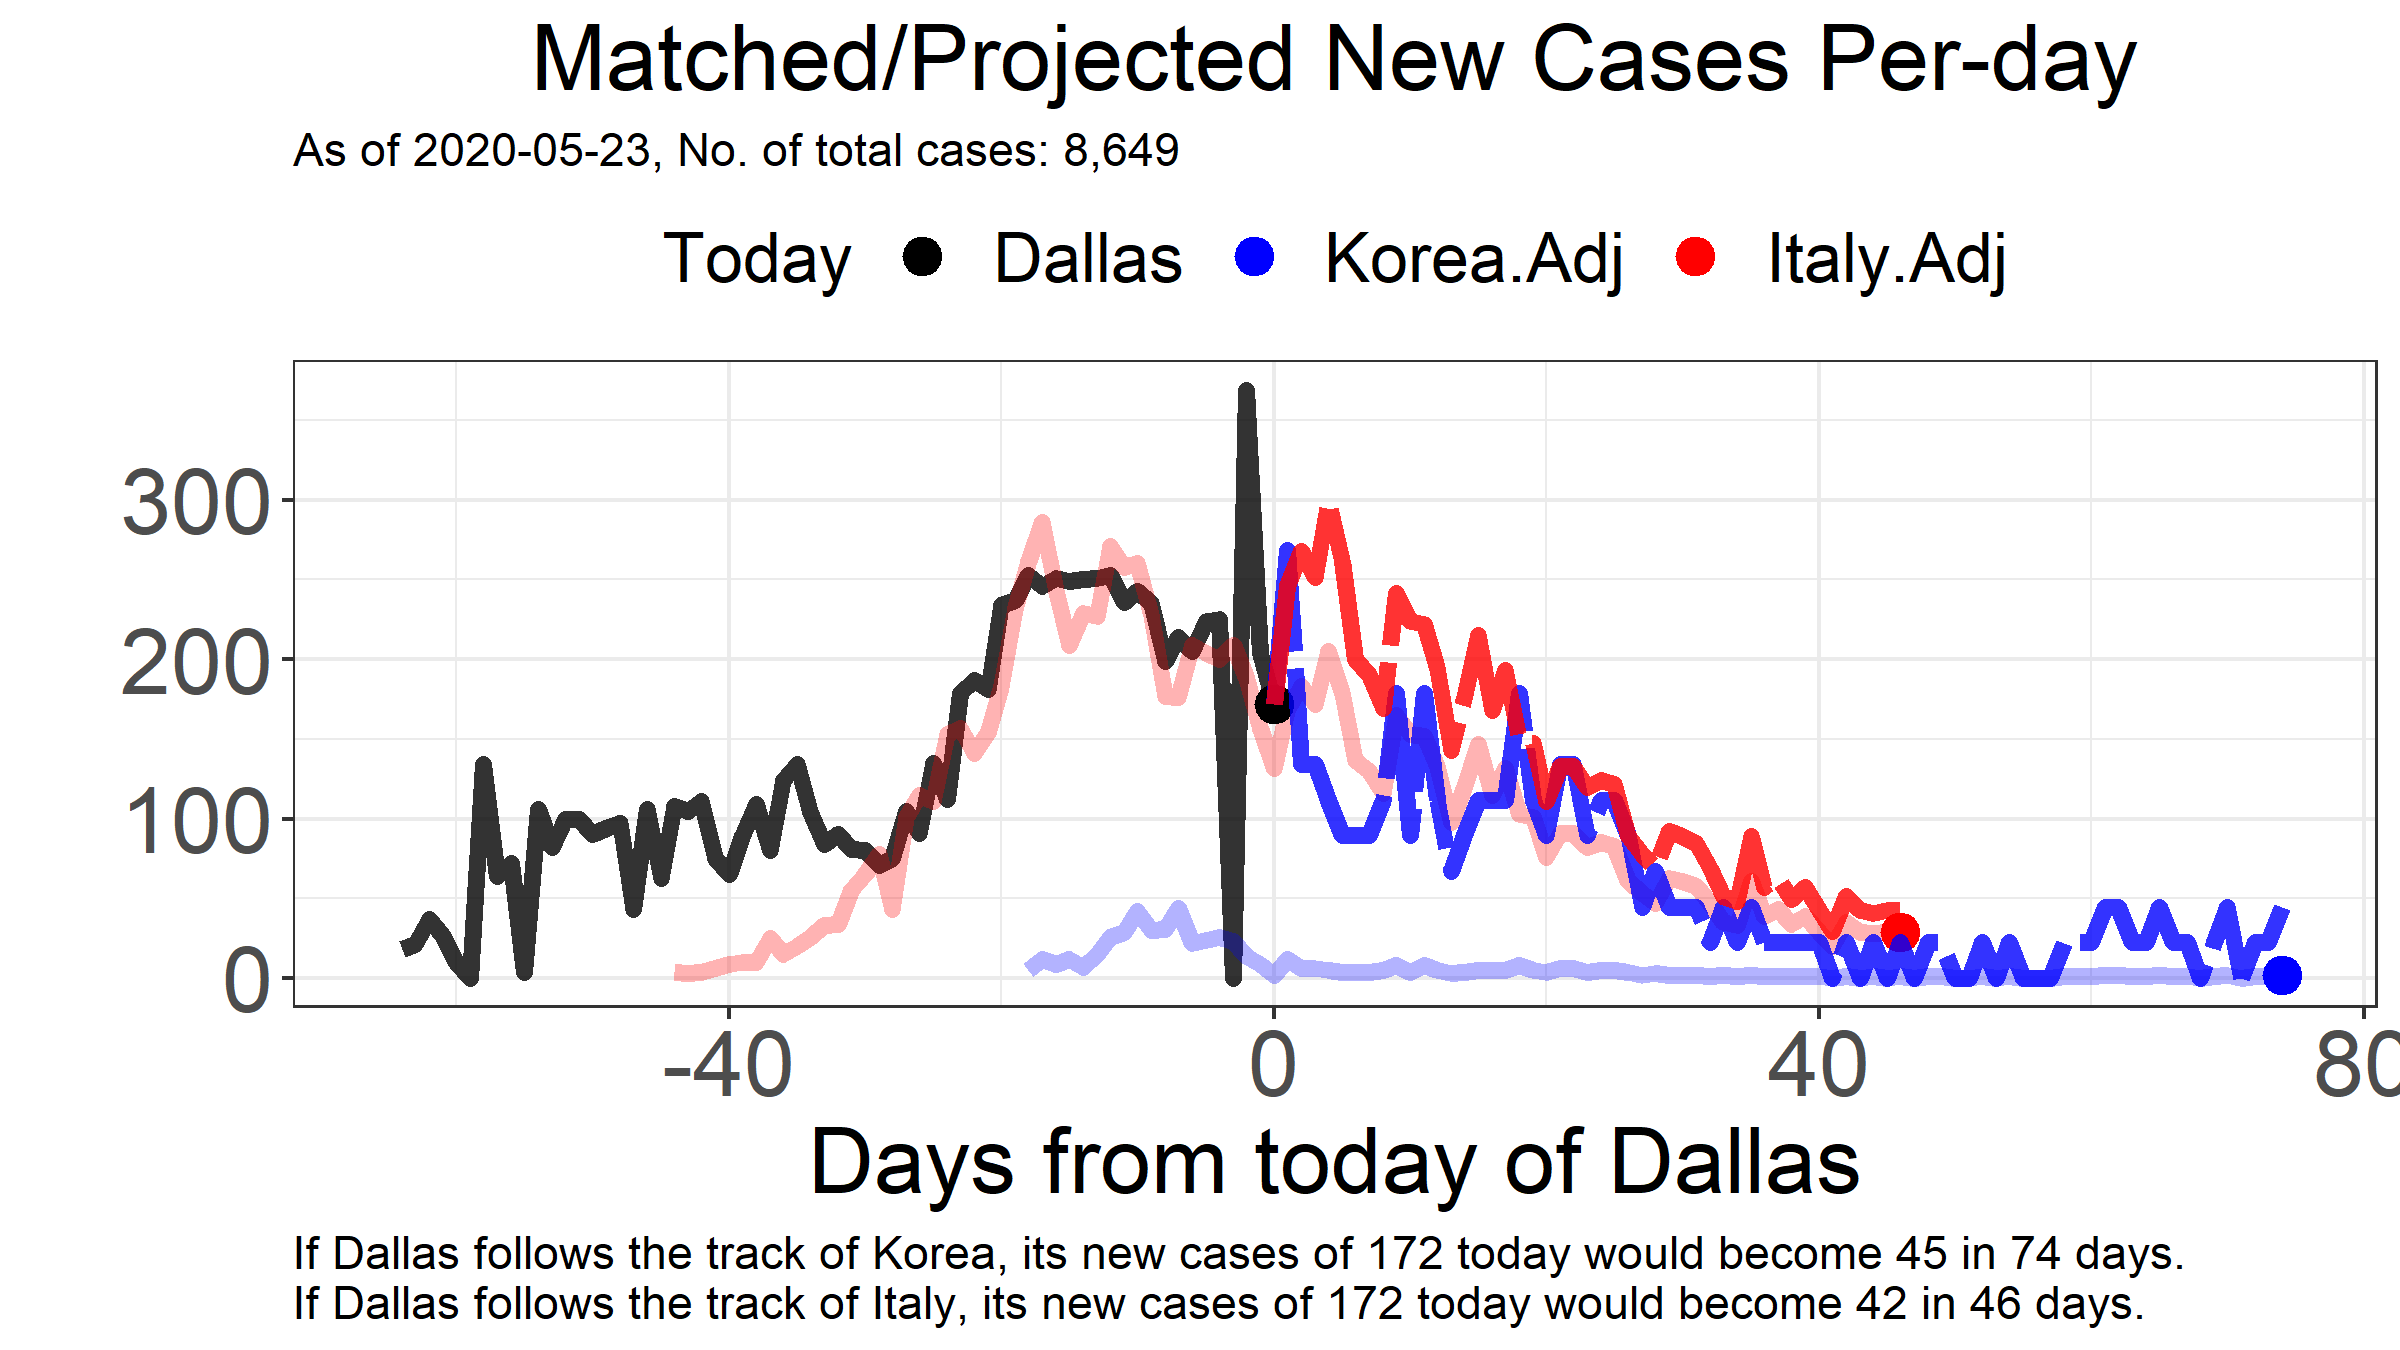 Matched/Projected New Cases Per-day
As of 2020-05-23, No. of total cases: 8,649
Today Dallas Korea.Adj Italy.Adj
300
200
100
0
-40 0 40 80
Days from today of Dallas
If Dallas follows the track of Korea, its new cases of 172 today would become 45 in 74 days.
If Dallas follows the track of Italy, its new cases of 172 today would become 42 in 46 days.